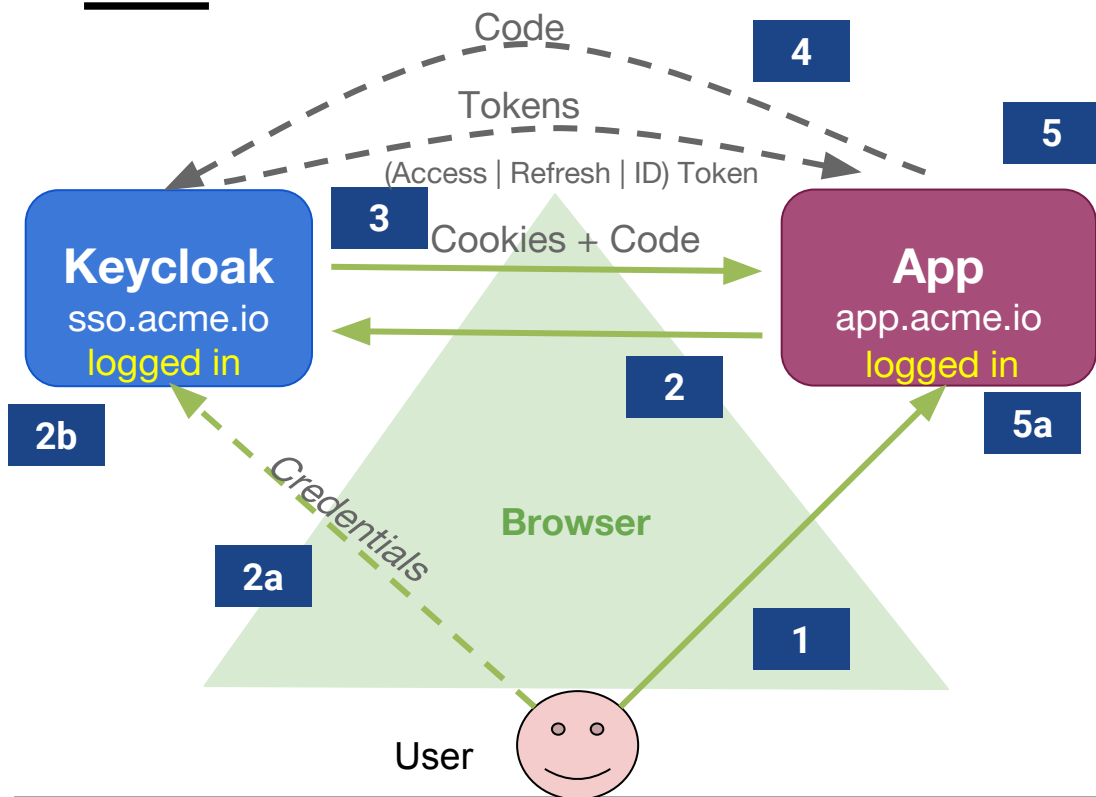 Code
4
Tokens
5
(Access | Refresh | ID) Token
3
Cookies + Code
Keycloak
sso.acme.io
logged in
App
app.acme.io
logged in
2
2b
5a
Credentials
Browser
2a
1
User